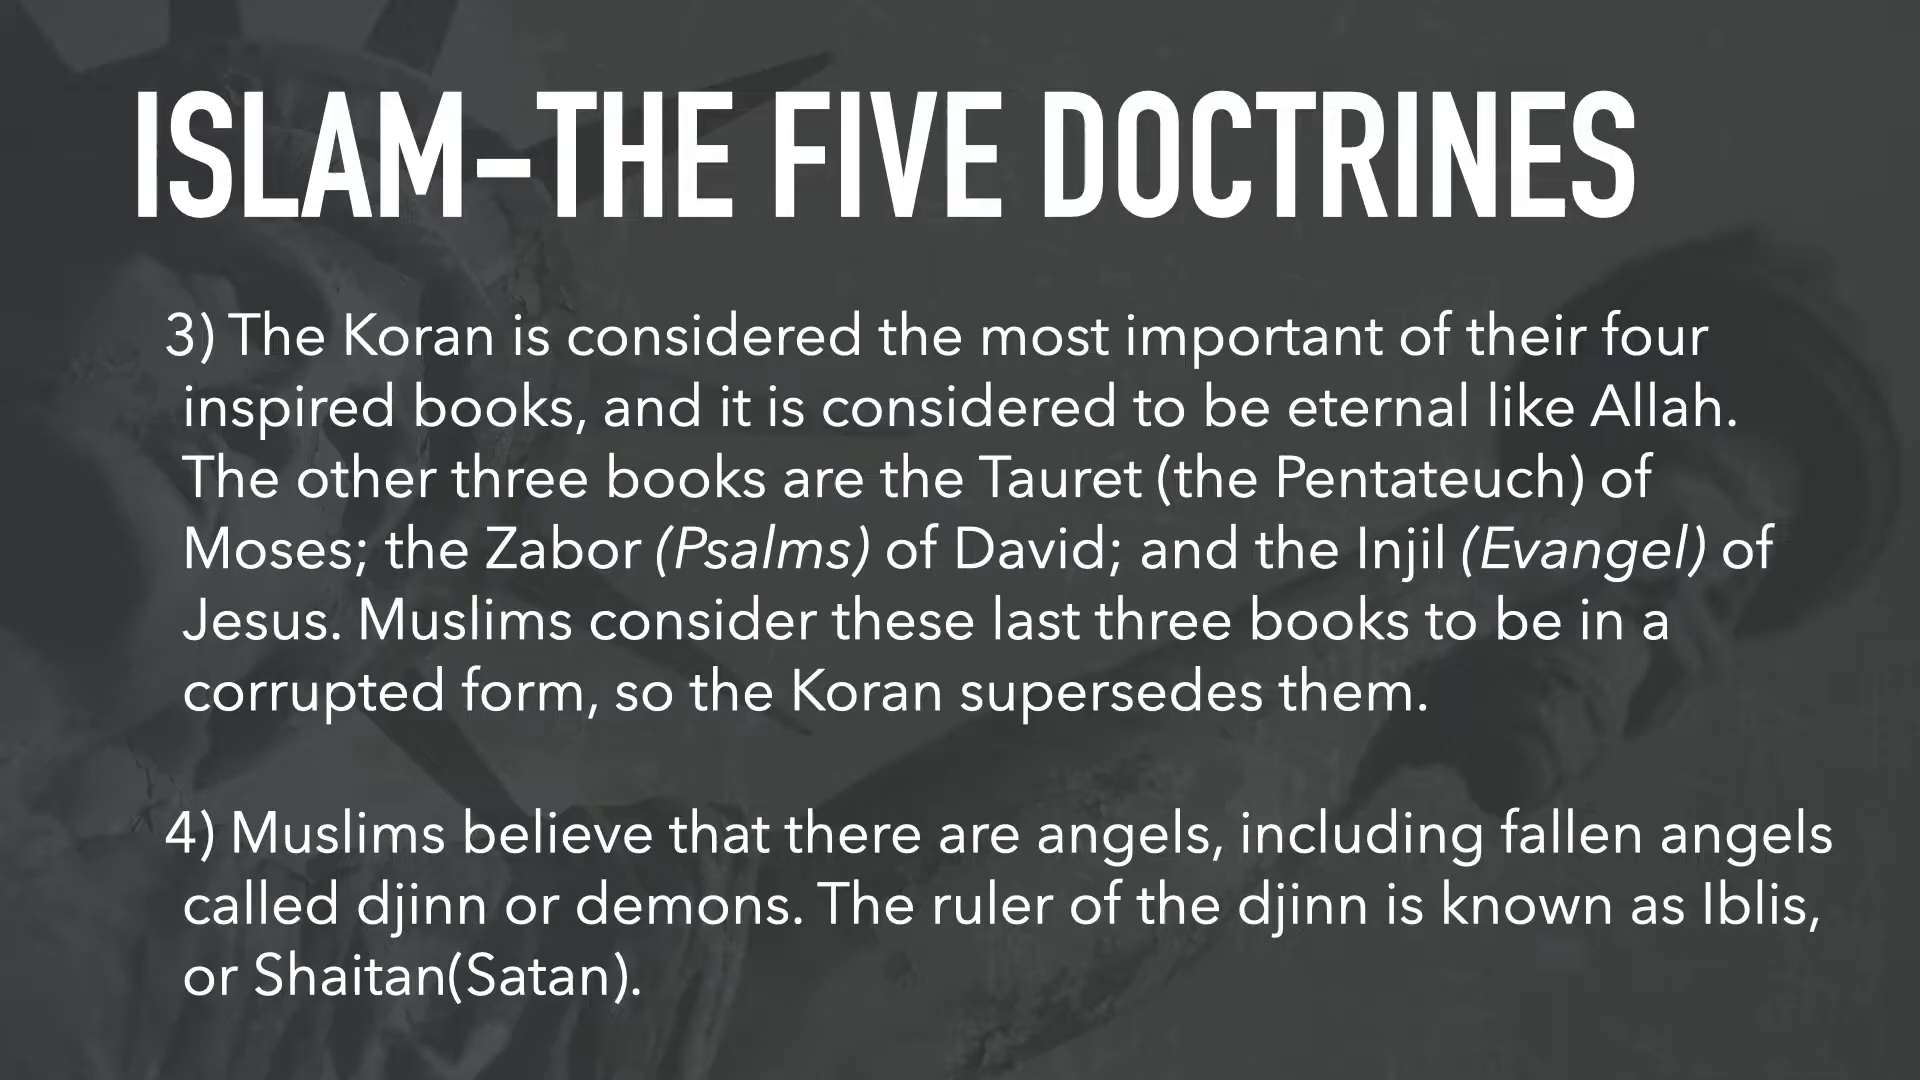 ISLAM-THE FIVE DOCTRINES
3) The Koran is considered the most important of their four
inspired books, and it is considered to be eternal like Allah.
The other three books are the Tauret (the Pentateuch) of
Moses; the Zabor (Psalms) of David; and the Injil (Evangel) of
Jesus. Muslims consider these last three books to be in a
corrupted form, so the Koran supersedes them.
4) Muslims believe that there are angels, including fallen angels
called djinn or demons. The ruler of the djinn is known as Iblis,
or Shaitan(Satan).